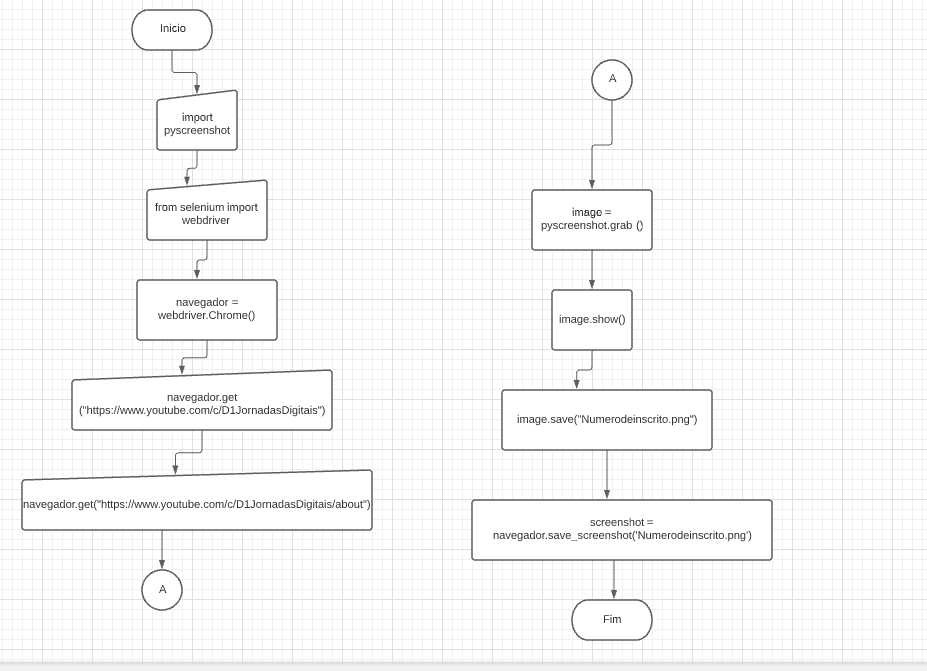 Inicio
import
pyscreenshot
from selenium import
webdriver
navegador =
webdriver.Chrome()
navegador.get
("https://www.youtube.com/c/D1JornadasDigitais")
navegador.get("https://www.youtube.com/c/D1JornadasDigitais/about")
A
A
image =
pyscreenshot.grab ()
image.show()
image.save("Numerodeinscrito.png")
screenshot =
navegador.save_screenshot('Numerodeinscrito.png')
Fim